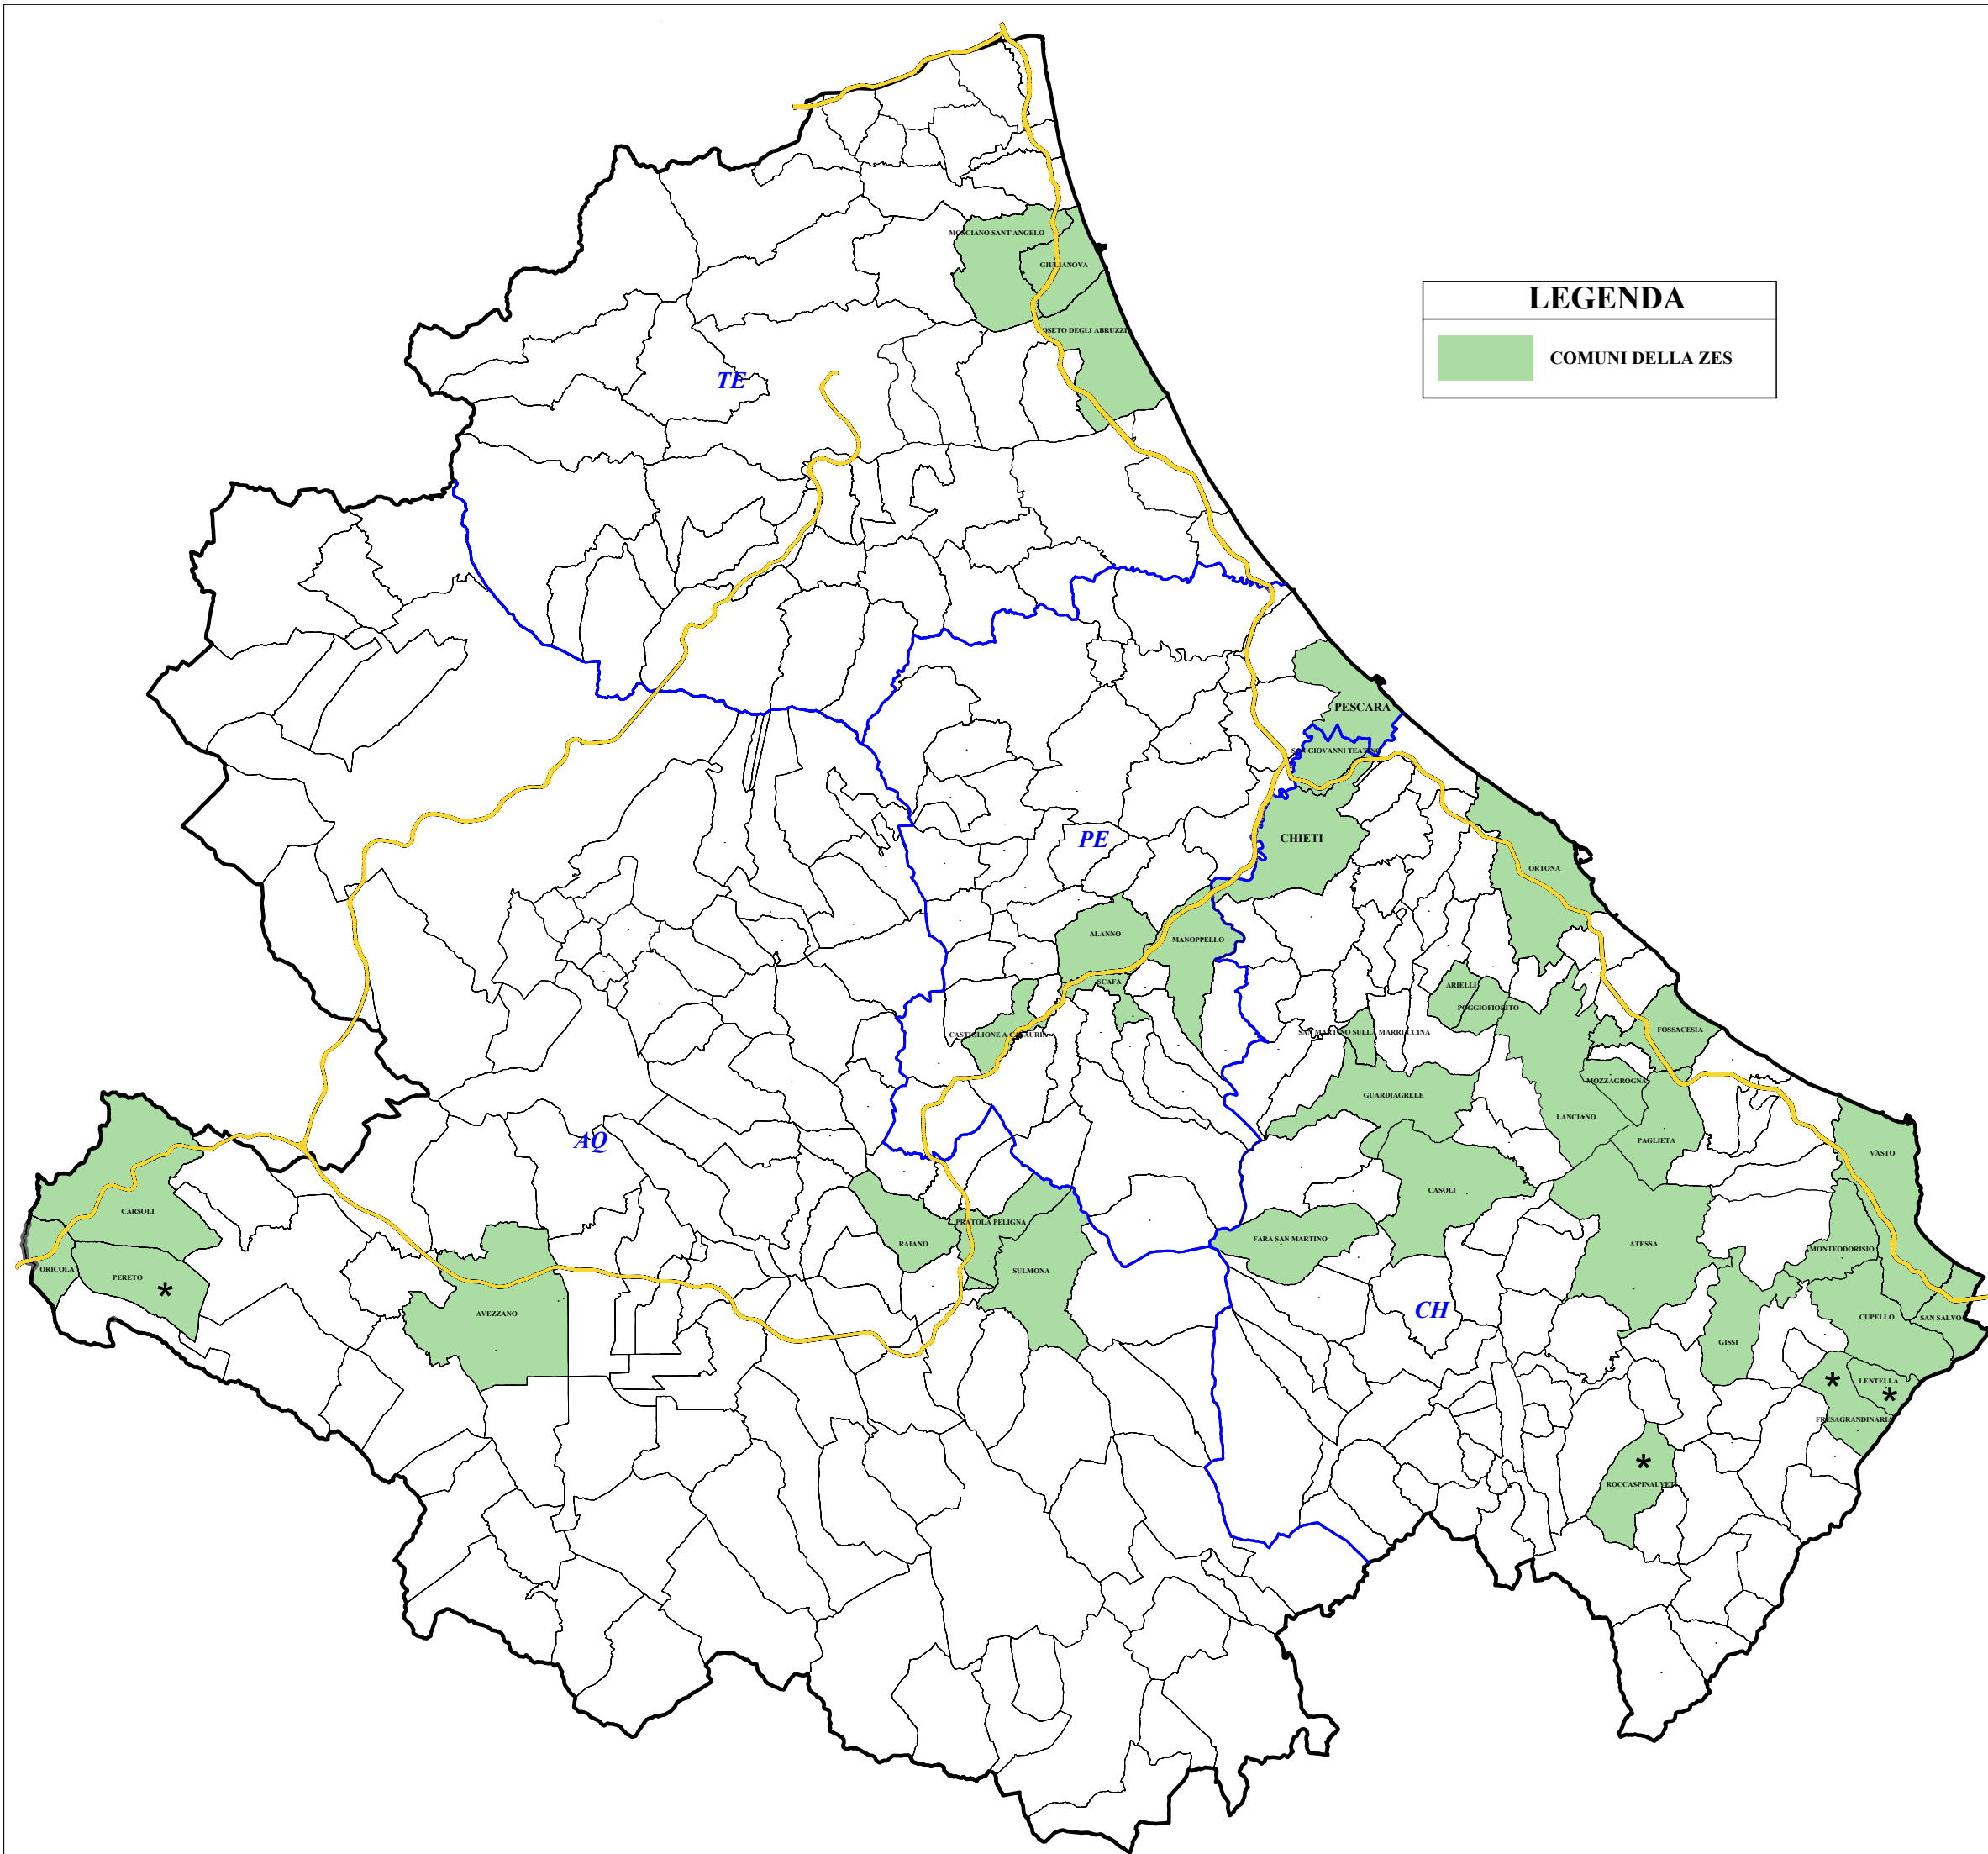 MOSCIANO SANT'ANGELO
GIULIANOVA
LEGENDA
OSETO DEGLI ABRUZZI
COMUNI DELLA ZES
TE
PESCARA
SAN GIOVANNI TEATINO
PE
CHIETI
ORTONA
ALANNO
MANOPPELLO
SCAFA
ARIELLI
POGGIOFIORITO
CASTIGLIONE A CASAURIA
SAN MARTINO SULLA MARRUCCINA
FOSSACESIA
MOZZAGROGNA
GUARDIAGRELE
LANCIANO
AQ
PAGLIETA
VASTO
CASOLI
CARSOLI
PRATOLA PELIGNA
RAIANO
FARA SAN MARTINO
ATESSA
MONTEODORISIO
ORICOLA
SULMONA
PERETO *
AVEZZANO
CH
CUPELLO
SAN SALVO
GISSI
*
LENTELLA
*
FRESAGRANDINARIA
*
ROCCASPINALVETI